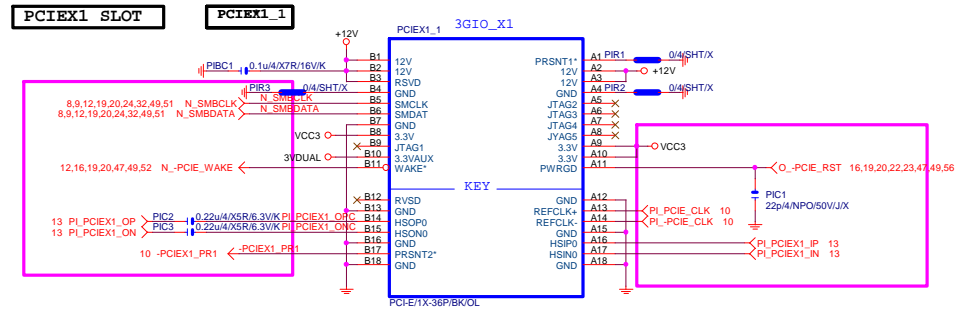 PCIEX1 SLOT
PCIEX1_1
3GIO_X1
PCIEX1_1
+12V
PIBC1 0.1u/4/X7R/16V/K
PIR3 0/4/SHT/X
8,9,12,19,20,24,32,49,51 N_SMBCLK N_SMBCLK
8,9,12,19,20,24,32,49,51 N_SMBDATA N_SMBDATA
VCC3
3VDUAL
12,16,19,20,47,49,52 N_-PCIE_WAKE
13 PI_PCIEX1_OP PIC2 0.22u/4/X5R/6.3V/K PI_PCIEX1_OPC
13 PI_PCIEX1_ON PIC3 0.22u/4/X5R/6.3V/K PI_PCIEX1_ONC
10 -PCIEX1_PR1 -PCIEX1_PR1
B1 12V
B2 12V
B3 RSVD
B4 GND
B5 SMCLK
B6 SMDAT
B7 GND
B8 3.3V
B9 JTAG1
B10 3.3VAUX
B11 WAKE*
KEY
B12 RVSD
B13 GND
B14 HSOP0
B15 HSON0
B16 GND
B17 PRSNT2*
B18 GND
PRSNT1* A1
12V A2
12V A3
GND A4
JTAG2 A5
JTAG3 A6
JTAG4 A7
JYAG5 A8
3.3V A9
3.3V A10
PWRGD A11
GND A12
REFCLK+ A13
REFCLK- A14
GND A15
HSIP0 A16
HSIN0 A17
GND A18
PIR1 0/4/SHT/X
+12V
PIR2 0/4/SHT/X
VCC3
O_-PCIE_RST 16,19,20,22,23,47,49,56
PIC1
22p/4/NPO/50V/J/X
PI_PCIE_CLK 10
PI_-PCIE_CLK 10
PI_PCIEX1_IP 13
PI_PCIEX1_IN 13
PCI-E/1X-36P/BK/OL